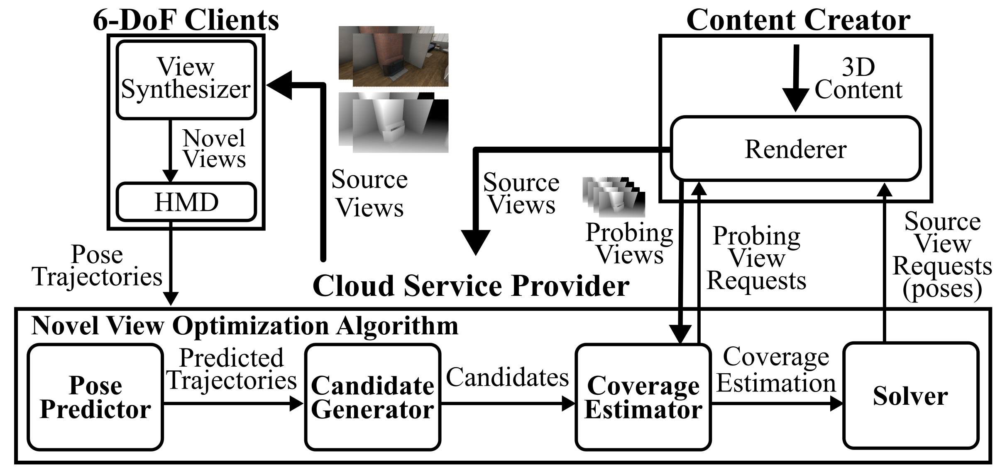 6-DoF Clients
View
Synthesizer
Novel
Views
HMD
Pose
Trajectories
Source
Views
Content Creator
3D
Content
Renderer
Source
Views
Probing
Views
Probing
View
Requests
Source
View
Requests
(poses)
Cloud Service Provider
Novel View Optimization Algorithm
Pose
Predictor
Predicted
Trajectories
Candidate
Generator
Candidates
Coverage
Estimator
Coverage
Estimation
Solver